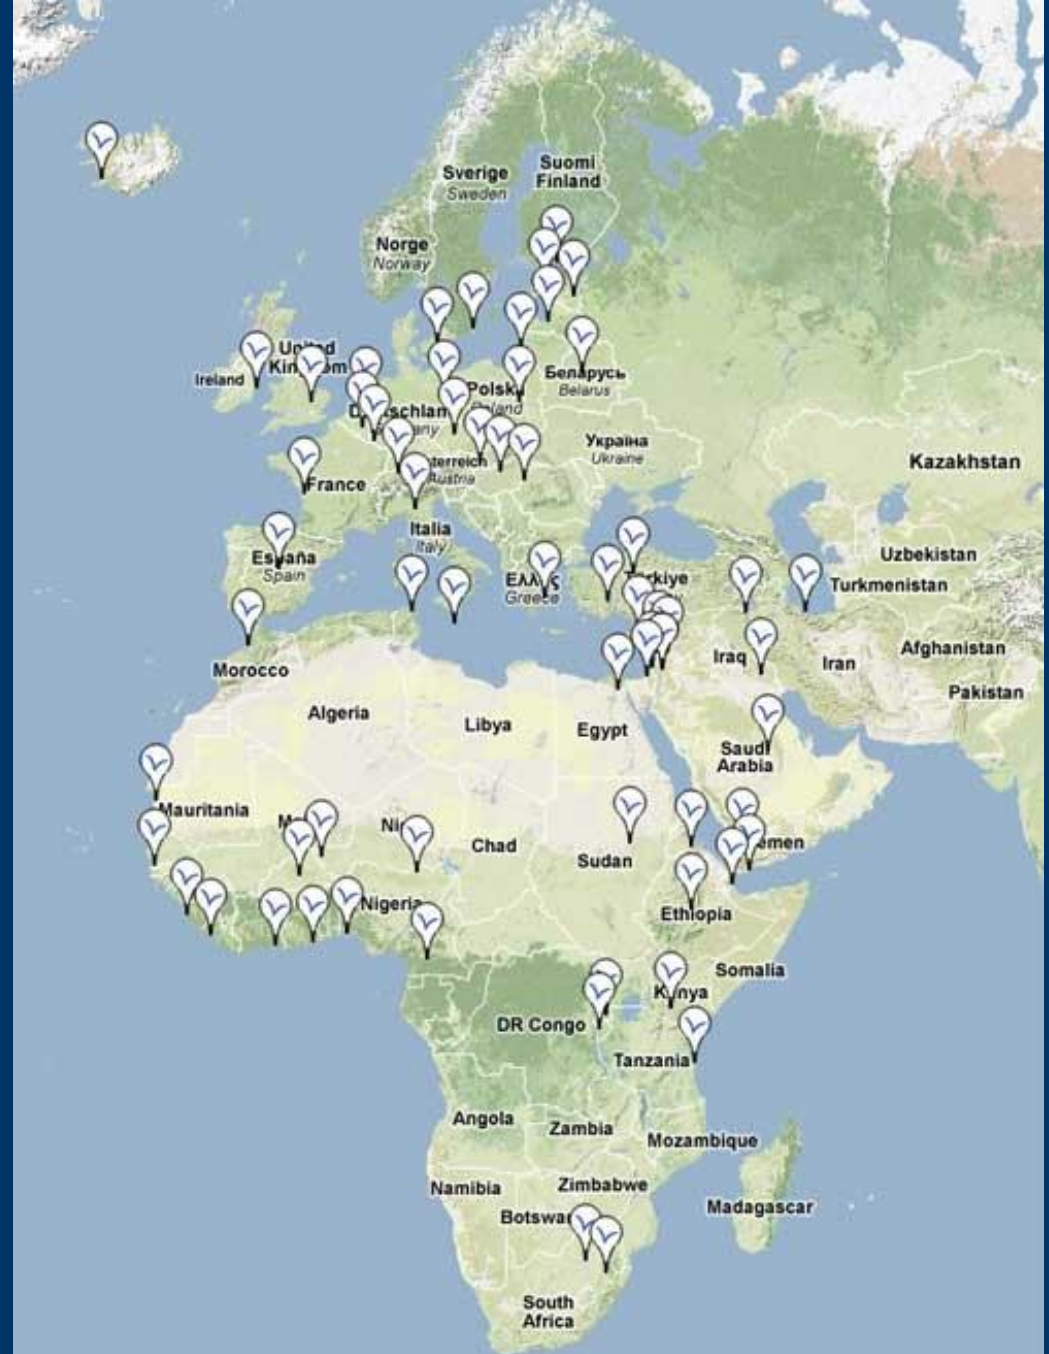 Sverige
Sweden
Suomi
Finland
Norge
Norway
United
Ireland
Беларусь
Belarus
Україна
Ukraine
Kazakhstan
Austria
France
Italia
Italy
Uzbekistan
España
Spain
Greece
Turkmenistan
Afghanistan
Iraq
Iran
Morocco
Pakistan
Algeria
Libya
Egypt
Saudi
Arabia
Mauritania
Chad
Sudan
Nigeria
Ethiopia
Somalia
Kenya
DR Congo
Tanzania
Angola
Zambia
Mozambique
Namibia
Zimbabwe
Madagascar
South
Africa